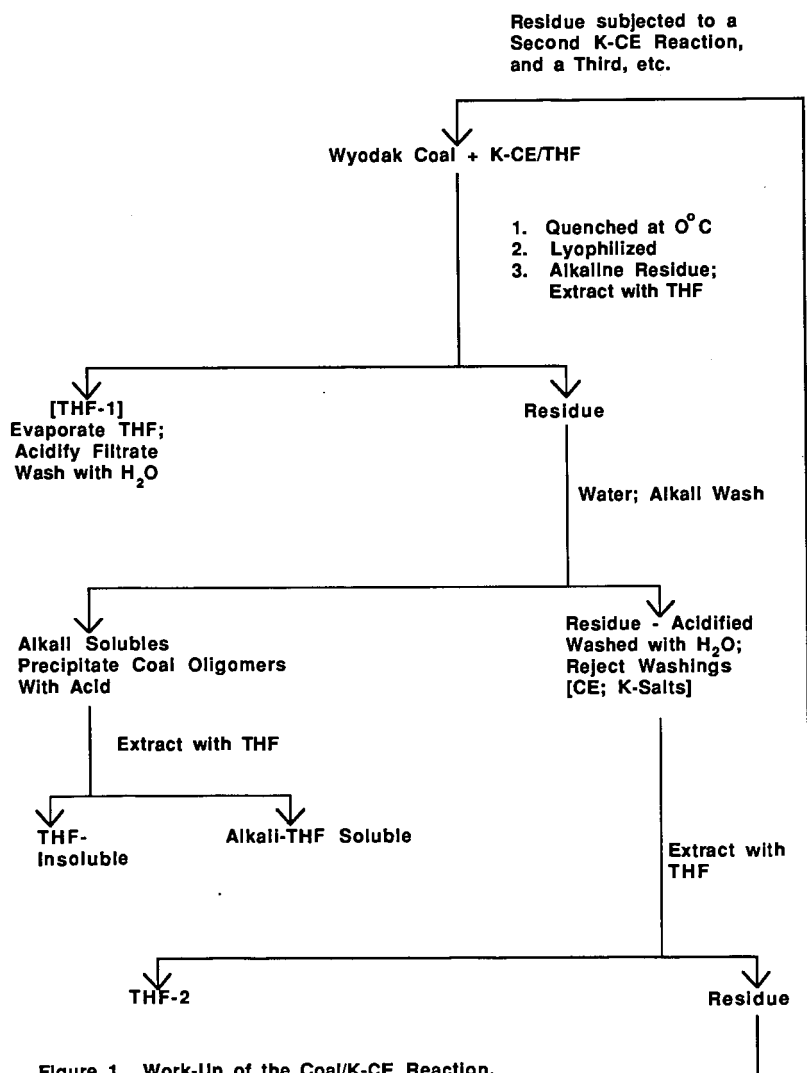 Residue subjected to a
Second K-CE Reaction,
and a Third, etc.
Wyodak Coal + K-CE/THF
1. Quenched at 0°C
2. Lyophilized
3. Alkaline Residue;
Extract with THF
[THF-1]
Evaporate THF;
Acidify Filtrate
Wash with H2O
Residue
Water; Alkali Wash
Alkali Solubles
Precipitate Coal Oligomers
With Acid
Residue - Acidified
Washed with H2O;
Reject Washings
[CE; K-Salts]
Extract with THF
THF-
Insoluble
Alkali-THF Soluble
Extract with
THF
THF-2
Residue
Figure 1. Work-Up of the Coal/K-CE Reaction.